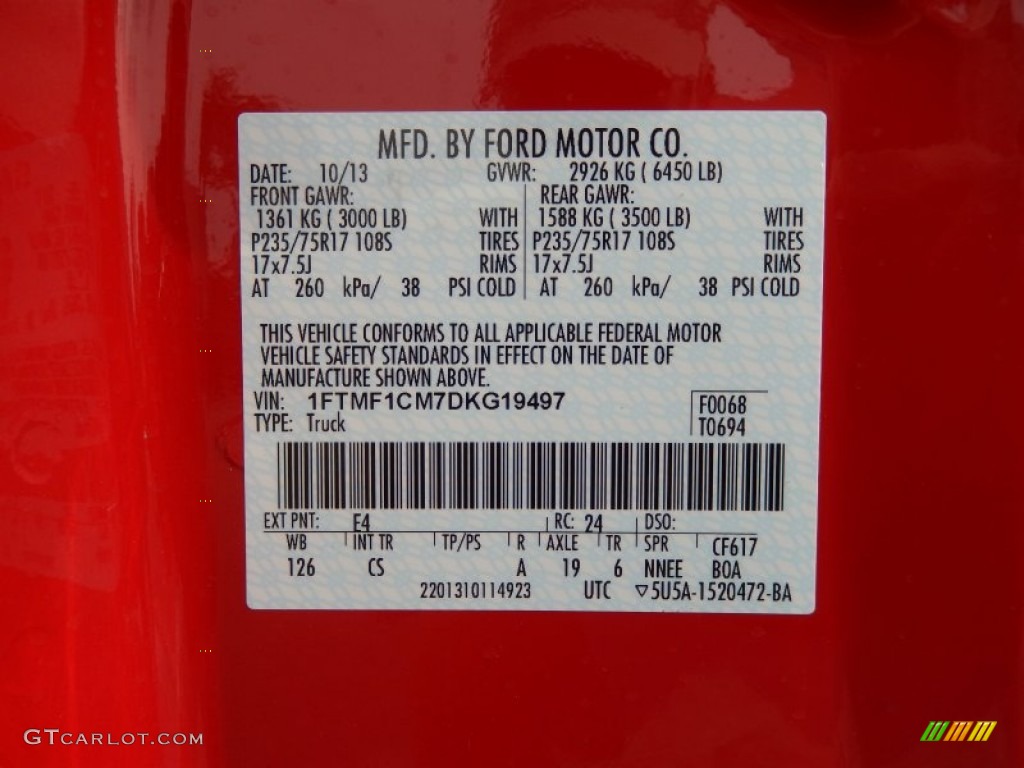 MFD. BY FORD MOTOR CO.
DATE: 10/13 GVWR: 2926 KG ( 6450 LB)
FRONT GAWR: REAR GAWR:
1361 KG ( 3000 LB) WITH 1588 KG ( 3500 LB) WITH
P235/75R17 108S TIRES P235/75R17 108S TIRES
17x7.5J RIMS 17x7.5J RIMS
AT 260 kPa/ 38 PSI COLD AT 260 kPa/ 38 PSI COLD
THIS VEHICLE CONFORMS TO ALL APPLICABLE FEDERAL MOTOR
VEHICLE SAFETY STANDARDS IN EFFECT ON THE DATE OF
MANUFACTURE SHOWN ABOVE.
VIN: 1FTMF1CM7DKG19497 F0068
TYPE: Truck T0694
EXT PNT: E4 RC: 24 DSO:
WB INT TR TP/PS R AXLE TR SPR CF617
126 CS A 19 6 NNEE BOA
2201310114923 UTC ▽5U5A-1520472-BA
GTCARLOT.COM